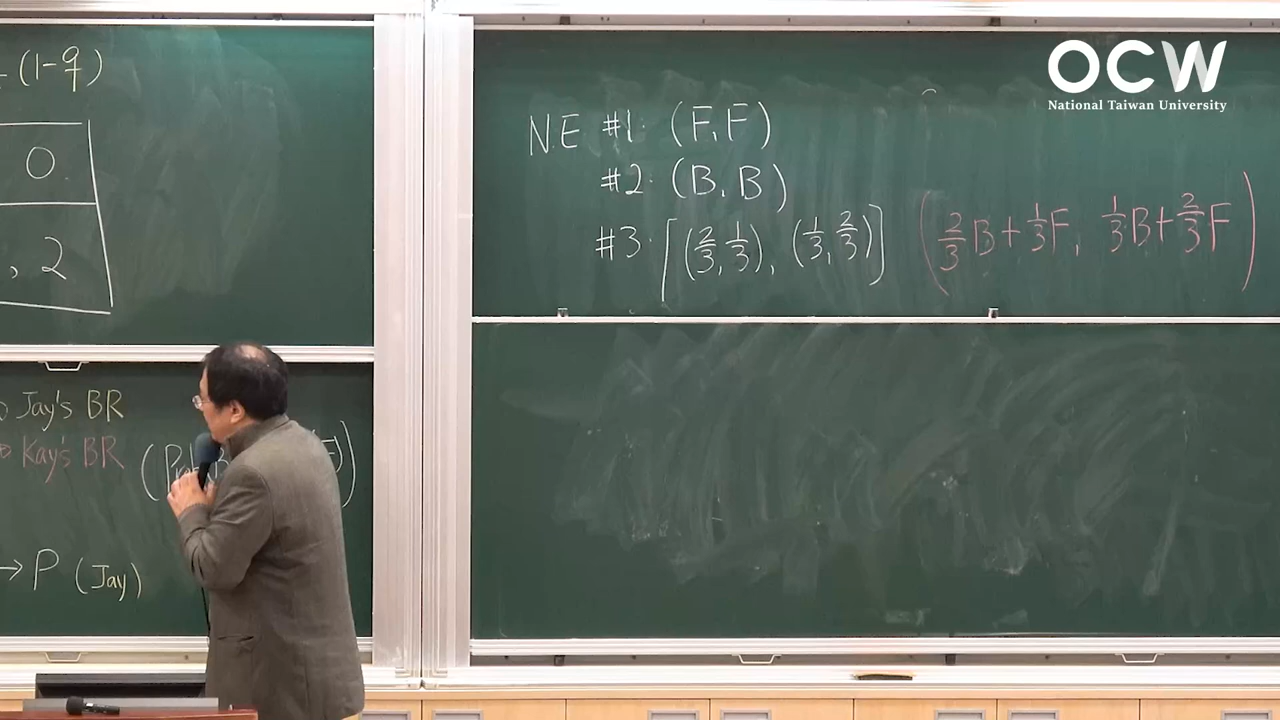 (1-q)
0
, 2
Jay's BR
Kay's BR
→ P (Jay)
N.E #1: (F, F)
#2: (B, B)
#3: [(2/3, 1/3), (1/3, 2/3)] (2/3 B + 1/3 F, 1/3 B + 2/3 F)
OCW
National Taiwan University